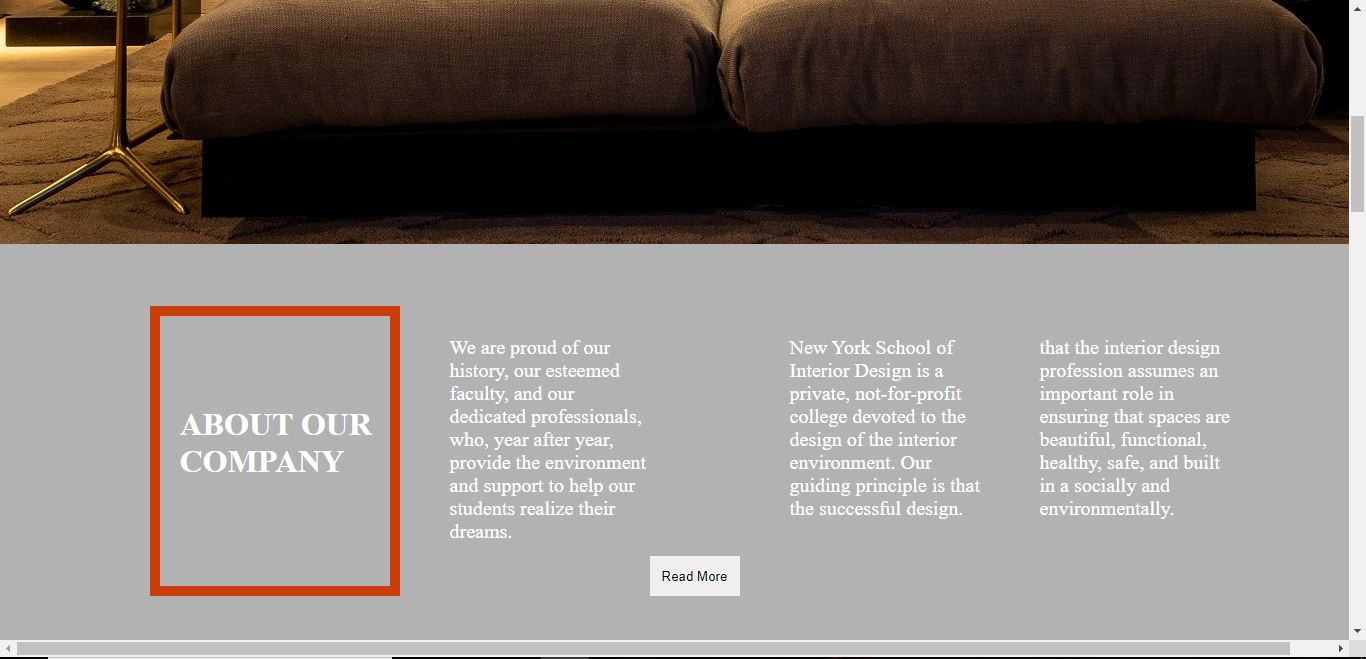 ABOUT OUR
COMPANY
We are proud of our
history, our esteemed
faculty, and our
dedicated professionals,
who, year after year,
provide the environment
and support to help our
students realize their
dreams.
New York School of
Interior Design is a
private, not-for-profit
college devoted to the
design of the interior
environment. Our
guiding principle is that
the successful design.
that the interior design
profession assumes an
important role in
ensuring that spaces are
beautiful, functional,
healthy, safe, and built
in a socially and
environmentally.
Read More